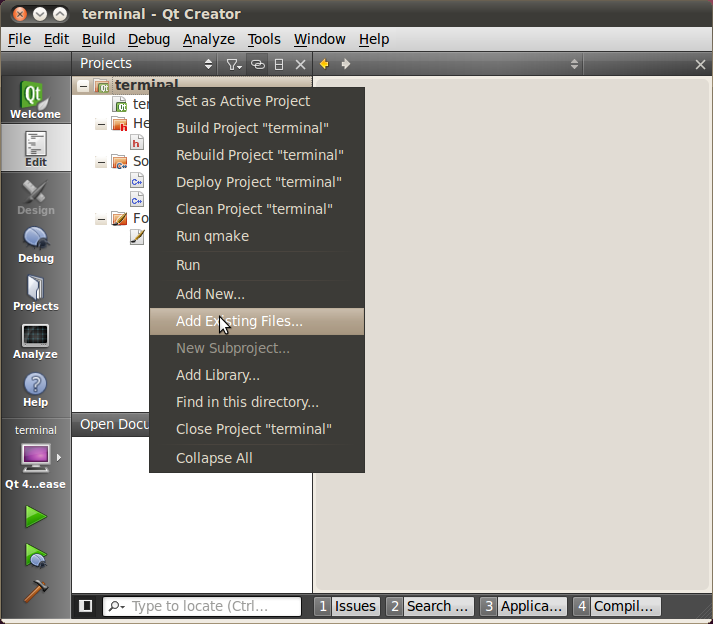 terminal - Qt Creator
File Edit Build Debug Analyze Tools Window Help
Projects
Qt
Welcome
Edit
Design
Debug
Projects
Analyze
Help
terminal
Qt 4...ease
terminal
ter
He
h
So
C++
C++
Fo
Set as Active Project
Build Project "terminal"
Rebuild Project "terminal"
Deploy Project "terminal"
Clean Project "terminal"
Run qmake
Run
Add New...
Add Existing Files...
New Subproject...
Add Library...
Find in this directory...
Close Project "terminal"
Collapse All
Open Docu
Type to locate (Ctrl...
1 Issues 2 Search ... 3 Applica... 4 Compil...